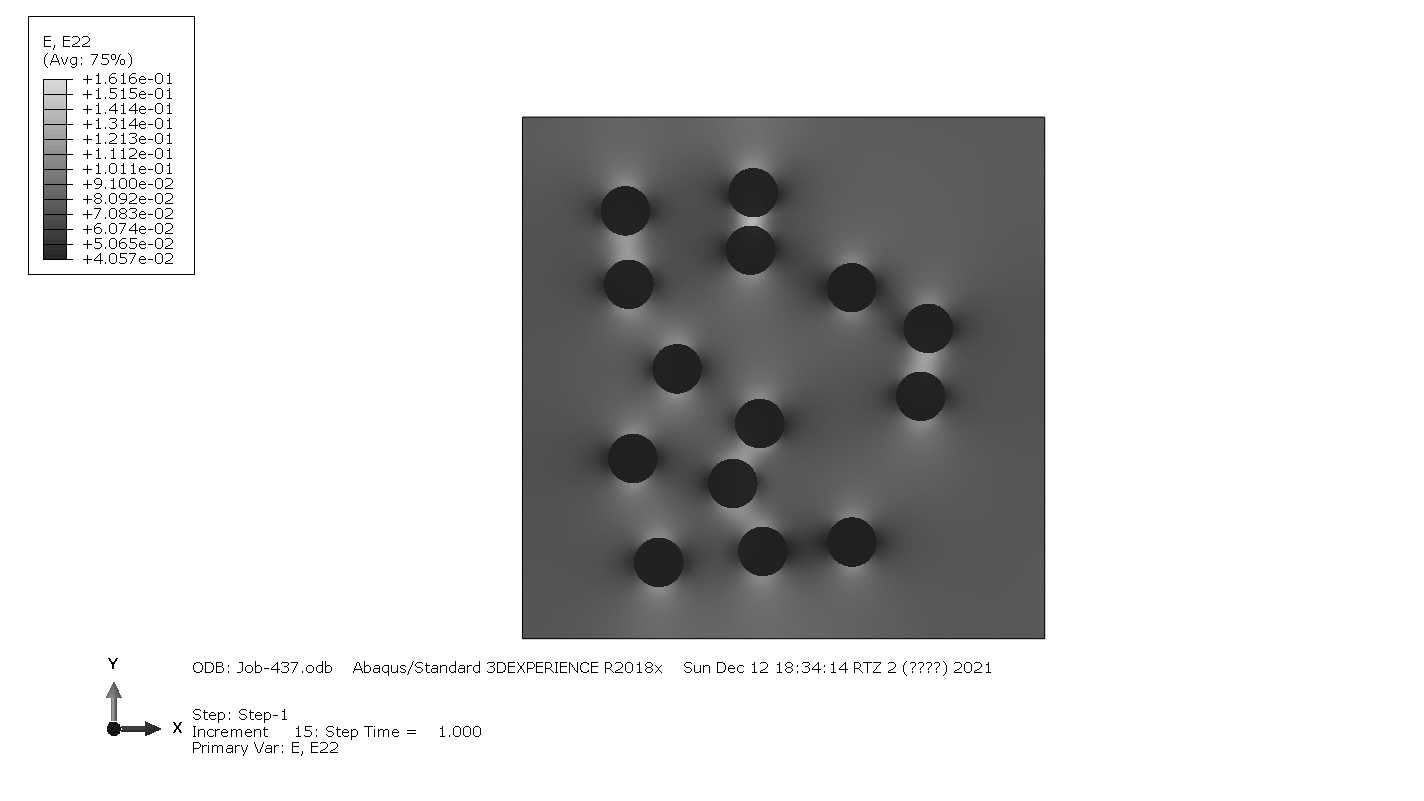 E, E22
(Avg: 75%)
+1.616e-01
+1.515e-01
+1.414e-01
+1.314e-01
+1.213e-01
+1.112e-01
+1.011e-01
+9.100e-02
+8.092e-02
+7.083e-02
+6.074e-02
+5.065e-02
+4.057e-02
Y
X
ODB: Job-437.odb    Abaqus/Standard 3DEXPERIENCE R2018x    Sun Dec 12 18:34:14 RTZ 2 (????) 2021
Step: Step-1
Increment    15: Step Time =    1.000
Primary Var: E, E22